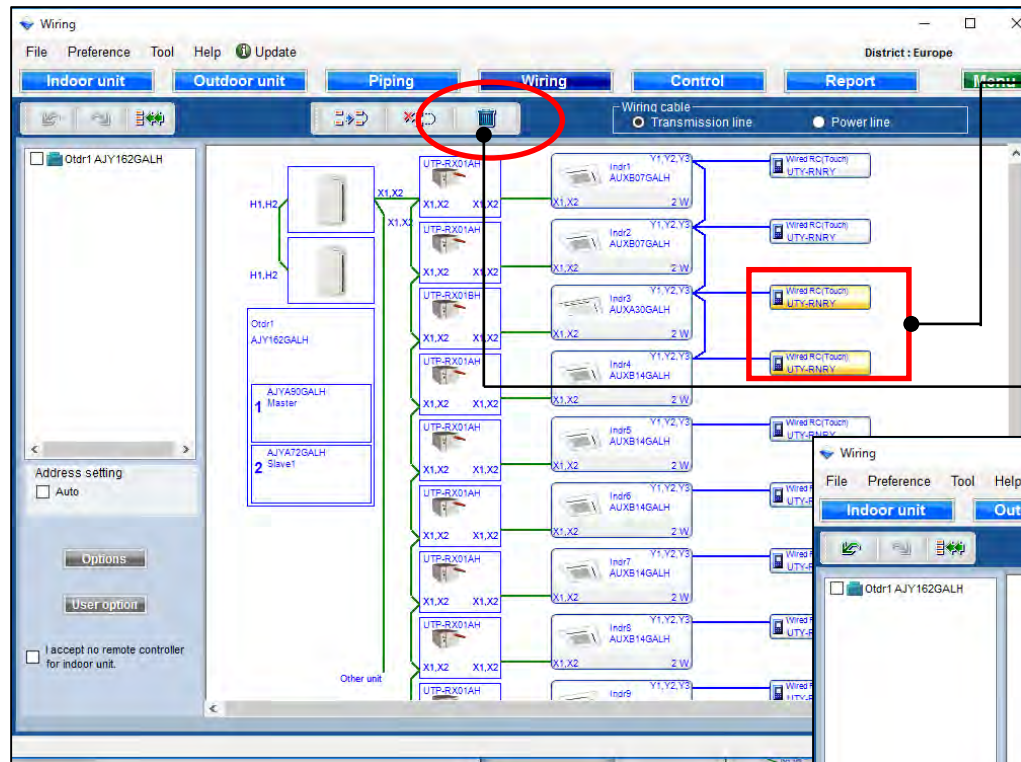 Wiring
File Preference Tool Help Update
District : Europe
Indoor unit Outdoor unit Piping Wiring Control Report Menu
Wiring cable
Transmission line Power line
Otdr1 AJY162GALH
Address setting
Auto
Options
User option
I accept no remote controller
for indoor unit.
H1,H2
X1,X2
X1,X2
H1,H2
Otdr1
AJY162GALH
AJYA90GALH
1 Master
AJYA72GALH
2 Slave1
Other unit
UTP-RX01AH
X1,X2 X1,X2
Y1,Y2,Y3
Indr1
AUXB07GALH
X1,X2 2 W
Wired RC(Touch)
UTY-RNRY
UTP-RX01AH
X1,X2 X1,X2
Y1,Y2,Y3
Indr2
AUXB07GALH
X1,X2 2 W
Wired RC(Touch)
UTY-RNRY
UTP-RX01BH
X1,X2 X1,X2
Y1,Y2,Y3
Indr3
AUXA30GALH
X1,X2 2 W
Wired RC(Touch)
UTY-RNRY
UTP-RX01AH
X1,X2 X1,X2
Y1,Y2,Y3
Indr4
AUXB14GALH
X1,X2 2 W
Wired RC(Touch)
UTY-RNRY
UTP-RX01AH
X1,X2 X1,X2
Y1,Y2,Y3
Indr5
AUXB14GALH
X1,X2 2 W
Wired RC(Touch)
UTP-RX01AH
X1,X2 X1,X2
Y1,Y2,Y3
Indr6
AUXB14GALH
X1,X2 2 W
Wired
UTP-RX01AH
X1,X2 X1,X2
Y1,Y2,Y3
Indr7
AUXB14GALH
X1,X2 2 W
Wired
UTP-RX01AH
X1,X2 X1,X2
Y1,Y2,Y3
Indr8
AUXB14GALH
X1,X2 2 W
Wired
UTP-RX01AH
Y1,Y2,Y3
Indr9
Wired
Wiring
File Preference Tool Help
Indoor unit Out
Otdr1 AJY162GALH